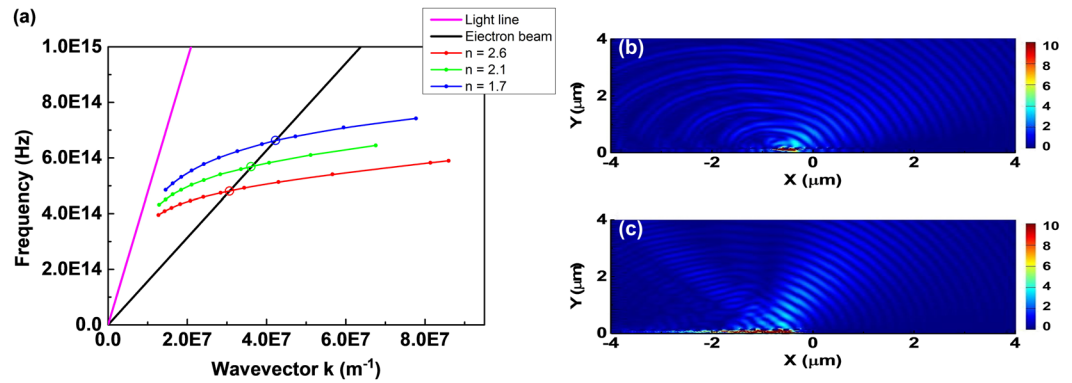 (a)
Light line
Electron beam
n = 2.6
n = 2.1
n = 1.7
1.0E15
8.0E14
6.0E14
4.0E14
2.0E14
0.0
Frequency (Hz)
0.0 2.0E7 4.0E7 6.0E7 8.0E7
Wavevector k (m⁻¹)
(b)
4
2
0
Y (μm)
-4 -2 0 2 4
X (μm)
10
8
6
4
2
0
(c)
4
2
0
Y (μm)
-4 -2 0 2 4
X (μm)
10
8
6
4
2
0